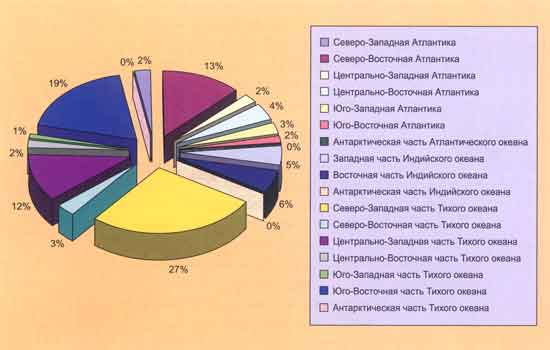 0% 2%
13%
19%
2%
4%
3%
2%
0%
5%
6%
0%
27%
3%
12%
2%
1%
Северо-Западная Атлантика
Северо-Восточная Атлантика
Центрально-Западная Атлантика
Центрально-Восточная Атлантика
Юго-Западная Атлантика
Юго-Восточная Атлантика
Антарктическая часть Атлантического океана
Западная часть Индийского океана
Восточная часть Индийского океана
Антарктическая часть Индийского океана
Северо-Западная часть Тихого океана
Северо-Восточная часть Тихого океана
Центрально-Западная часть Тихого океана
Центрально-Восточная часть Тихого океана
Юго-Западная часть Тихого океана
Юго-Восточная часть Тихого океана
Антарктическая часть Тихого океана